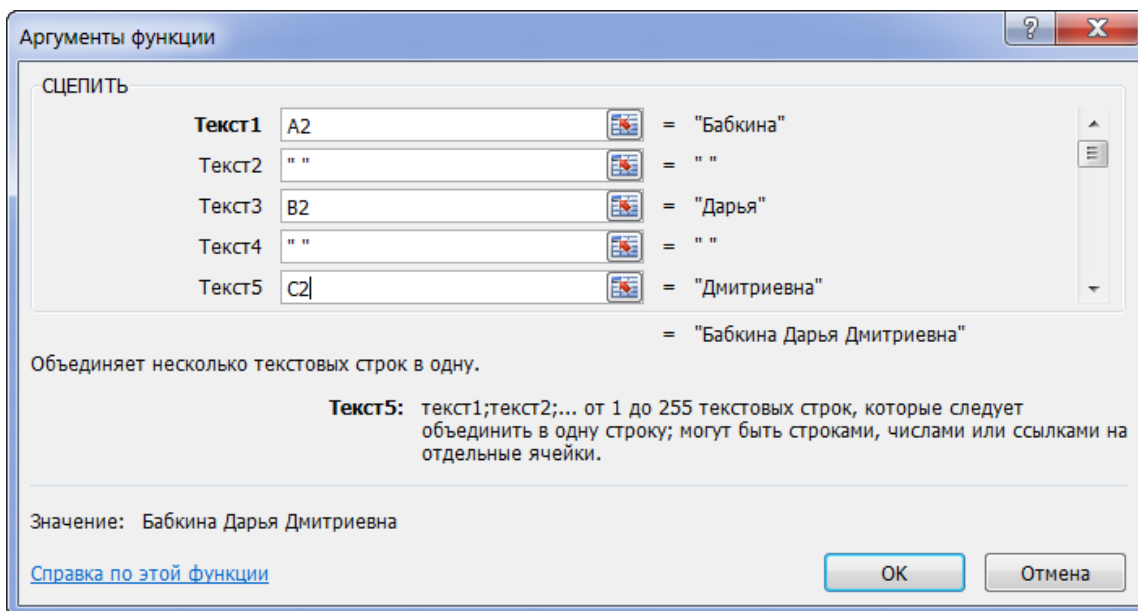 Аргументы функции
СЦЕПИТЬ
Текст1 A2 = "Бабкина"
Текст2 " " = " "
Текст3 B2 = "Дарья"
Текст4 " " = " "
Текст5 C2 = "Дмитриевна"
= "Бабкина Дарья Дмитриевна"
Объединяет несколько текстовых строк в одну.
Текст5: текст1;текст2;... от 1 до 255 текстовых строк, которые следует
объединить в одну строку; могут быть строками, числами или ссылками на
отдельные ячейки.
Значение: Бабкина Дарья Дмитриевна
Справка по этой функции
ОК
Отмена